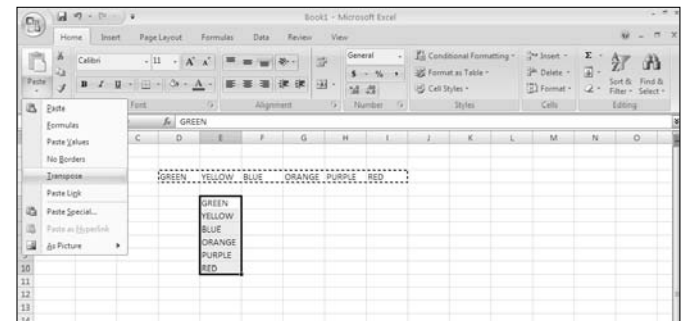 Book1 - Microsoft Excel
Home Insert Page Layout Formulas Data Review View
Calibri 11 General Conditional Formatting Insert Σ
Paste B I U $ % Format as Table Delete Sort & Find &
Cell Styles Format Filter Select
Font Alignment Number Styles Cells Editing
fx GREEN
C D E F G H I J K L M N O
Paste
Formulas
Paste Values
No Borders
Transpose
Paste Link
Paste Special...
Paste as Hyperlink
As Picture
GREEN YELLOW BLUE ORANGE PURPLE RED
GREEN
YELLOW
BLUE
ORANGE
PURPLE
RED
10
11
12
13
14